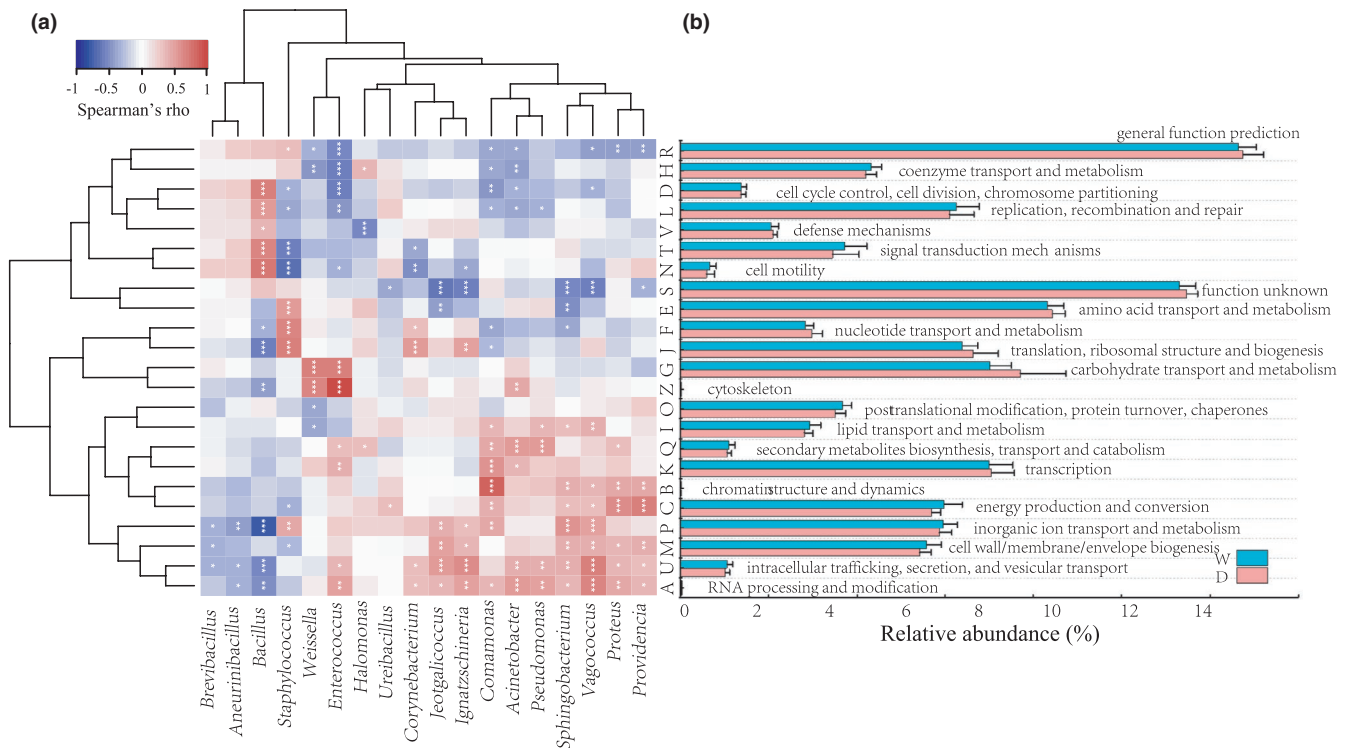 (a)
-1 -0.5 0 0.5 1
Spearman's rho
(b)
R
H
D
L
V
T
N
S
E
F
J
G
Z
O
I
Q
K
B
C
P
M
U
A
general function prediction
coenzyme transport and metabolism
cell cycle control, cell division, chromosome partitioning
replication, recombination and repair
defense mechanisms
signal transduction mech anisms
cell motility
function unknown
amino acid transport and metabolism
nucleotide transport and metabolism
translation, ribosomal structure and biogenesis
carbohydrate transport and metabolism
cytoskeleton
posttranslational modification, protein turnover, chaperones
lipid transport and metabolism
secondary metabolites biosynthesis, transport and catabolism
transcription
chromatinstructure and dynamics
energy production and conversion
inorganic ion transport and metabolism
cell wall/membrane/envelope biogenesis
intracellular trafficking, secretion, and vesicular transport
RNA processing and modification
W
D
0 2 4 6 8 10 12 14
Relative abundance (%)
Brevibacillus
Aneurinibacillus
Bacillus
Staphylococcus
Weissella
Enterococcus
Halomonas
Ureibacillus
Corynebacterium
Jeotgalicoccus
Ignatzschineria
Comamonas
Acinetobacter
Pseudomonas
Sphingobacterium
Vagococcus
Proteus
Providencia